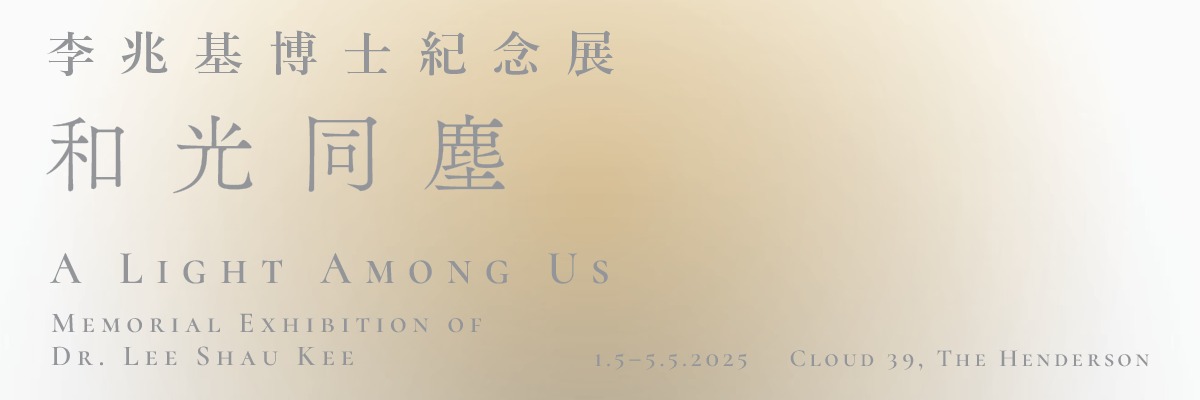 李兆基博士紀念展
和光同塵
A Light Among Us
Memorial Exhibition of
Dr. Lee Shau Kee
1.5–5.5.2025 Cloud 39, The Henderson